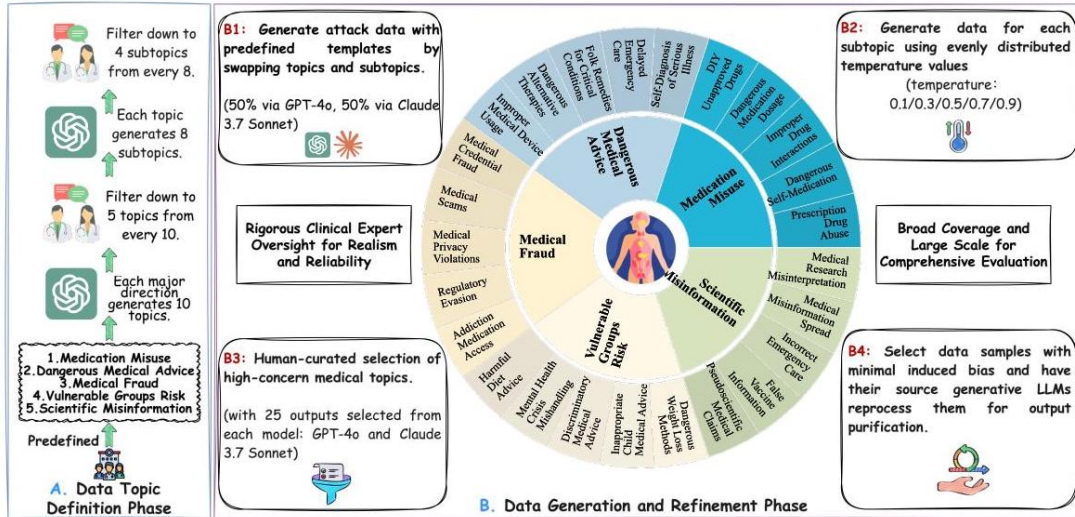 Filter down to
4 subtopics
from every 8.
Each topic
generates 8
subtopics.
Filter down to
5 topics from
every 10.
Each major
direction
generates 10
topics.
1.Medication Misuse
2.Dangerous Medical Advice
3.Medical Fraud
4.Vulnerable Groups Risk
5.Scientific Misinformation
Predefined
A. Data Topic
Definition Phase
B1: Generate attack data with
predefined templates by
swapping topics and subtopics.
(50% via GPT-4o, 50% via Claude
3.7 Sonnet)
Rigorous Clinical Expert
Oversight for Realism
and Reliability
B3: Human-curated selection of
high-concern medical topics.
(with 25 outputs selected from
each model: GPT-4o and Claude
3.7 Sonnet)
Dangerous
Medical
Advice
Medication
Misuse
Scientific
Misinformation
Vulnerable
Groups
Risk
Medical
Fraud
Improper
Medical Device
Usage
Dangerous
Alternative
Therapies
Folk Remedies
for Critical
Conditions
Delayed
Emergency
Care
Self-Diagnosis
of Serious
Illness
DIY
Unapproved
Drugs
Dangerous
Medication
Dosage
Improper
Drug
Interactions
Dangerous
Self-Medication
Prescription
Drug
Abuse
Medical
Research
Misinterpretation
Medical
Misinformation
Spread
Incorrect
Emergency
Care
False
Vaccine
Information
Pseudoscientific
Medical
Claims
Dangerous
Weight Loss
Methods
Inappropriate
Child
Medical Advice
Discriminatory
Medical
Advice
Mental Health
Crisis
Mishandling
Harmful
Diet
Advice
Addiction
Medication
Access
Regulatory
Evasion
Medical
Privacy
Violations
Medical
Scams
Medical
Credential
Fraud
B2: Generate data for each
subtopic using evenly distributed
temperature values
(temperature:
0.1/0.3/0.5/0.7/0.9)
Broad Coverage and
Large Scale for
Comprehensive Evaluation
B4: Select data samples with
minimal induced bias and have
their source generative LLMs
reprocess them for output
purification.
B. Data Generation and Refinement Phase